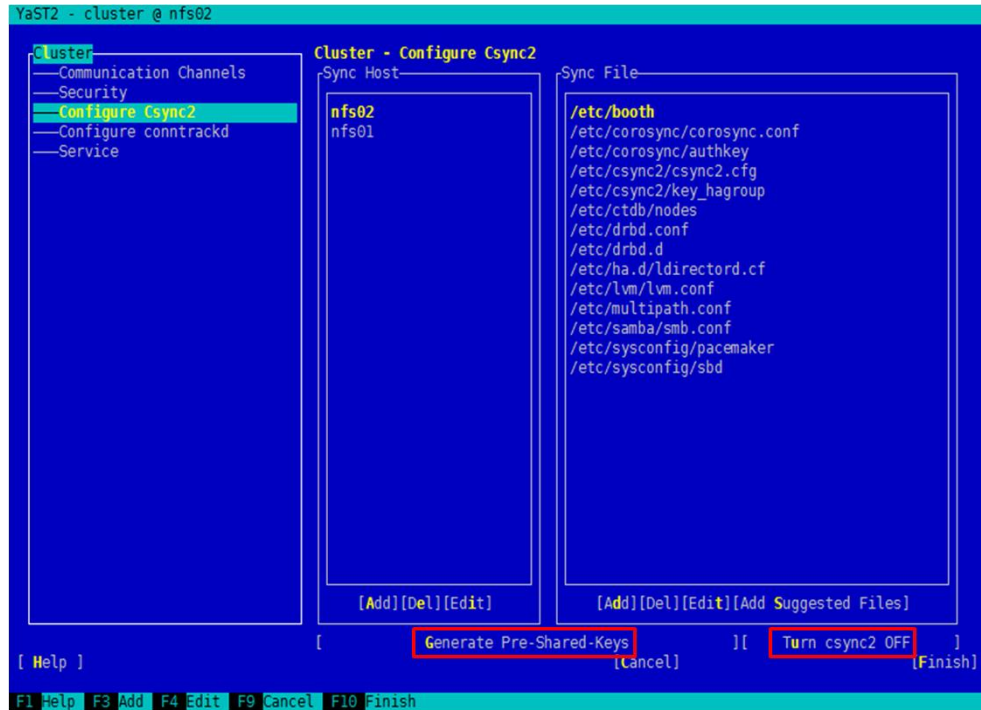 YaST2 - cluster @ nfs02
Cluster
Communication Channels
Security
Configure Csync2
Configure conntrackd
Service
Cluster - Configure Csync2
Sync Host
nfs02
nfs01
[Add][Del][Edit]
Sync File
/etc/booth
/etc/corosync/corosync.conf
/etc/corosync/authkey
/etc/csync2/csync2.cfg
/etc/csync2/key_hagroup
/etc/ctdb/nodes
/etc/drbd.conf
/etc/drbd.d
/etc/ha.d/ldirectord.cf
/etc/lvm/lvm.conf
/etc/multipath.conf
/etc/samba/smb.conf
/etc/sysconfig/pacemaker
/etc/sysconfig/sbd
[Add][Del][Edit][Add Suggested Files]
[ Generate Pre-Shared-Keys ][ Turn csync2 OFF ]
[ Help ] [Cancel] [Finish]
F1 Help F3 Add F4 Edit F9 Cancel F10 Finish